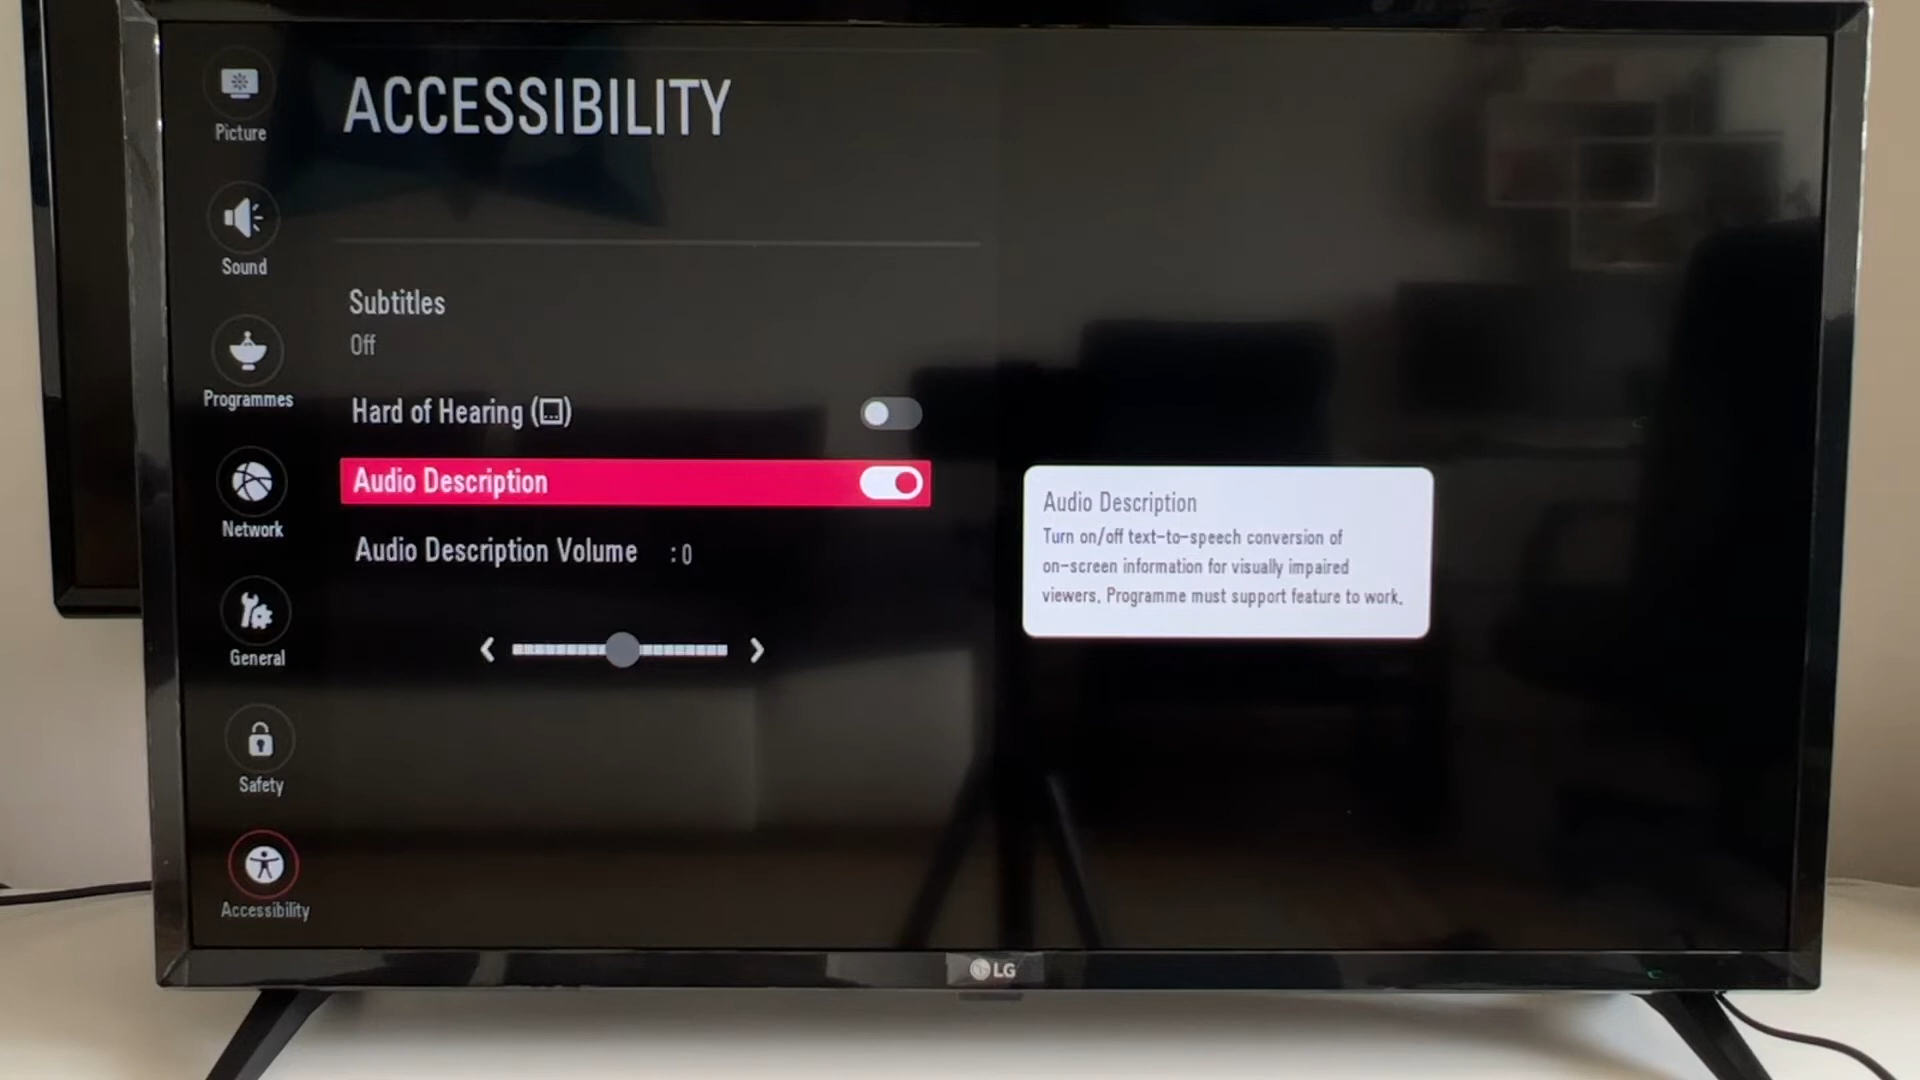 Picture
Sound
Programmes
Network
General
Safety
Accessibility
ACCESSIBILITY
Subtitles
Off
Hard of Hearing (...)
Audio Description
Audio Description Volume : 0
Audio Description
Turn on/off text-to-speech conversion of
on-screen information for visually impaired
viewers. Programme must support feature to work.
LG